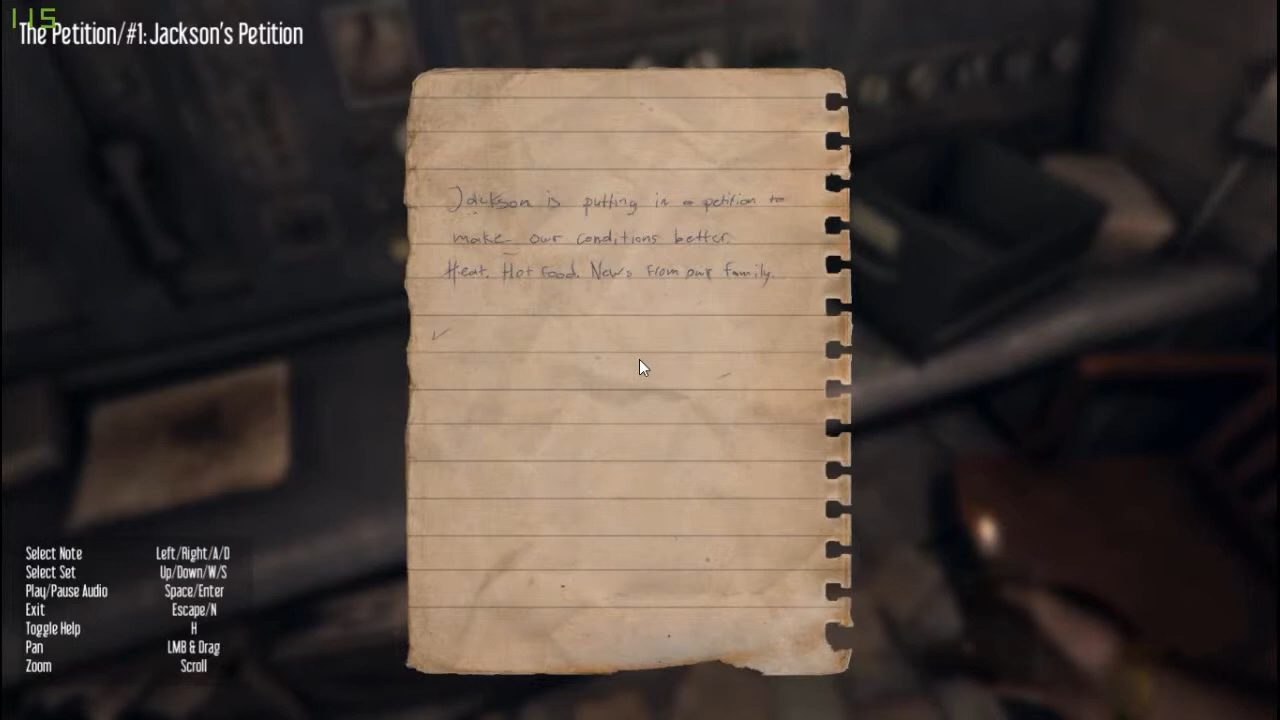 115
The Petition/#1: Jackson's Petition
Jackson is putting in a petition to
make our conditions better.
Heat. Hot Food. News From our family.
Select Note Left/Right/A/D
Select Set Up/Down/W/S
Play/Pause Audio Space/Enter
Exit Escape/N
Toggle Help H
Pan LMB & Drag
Zoom Scroll